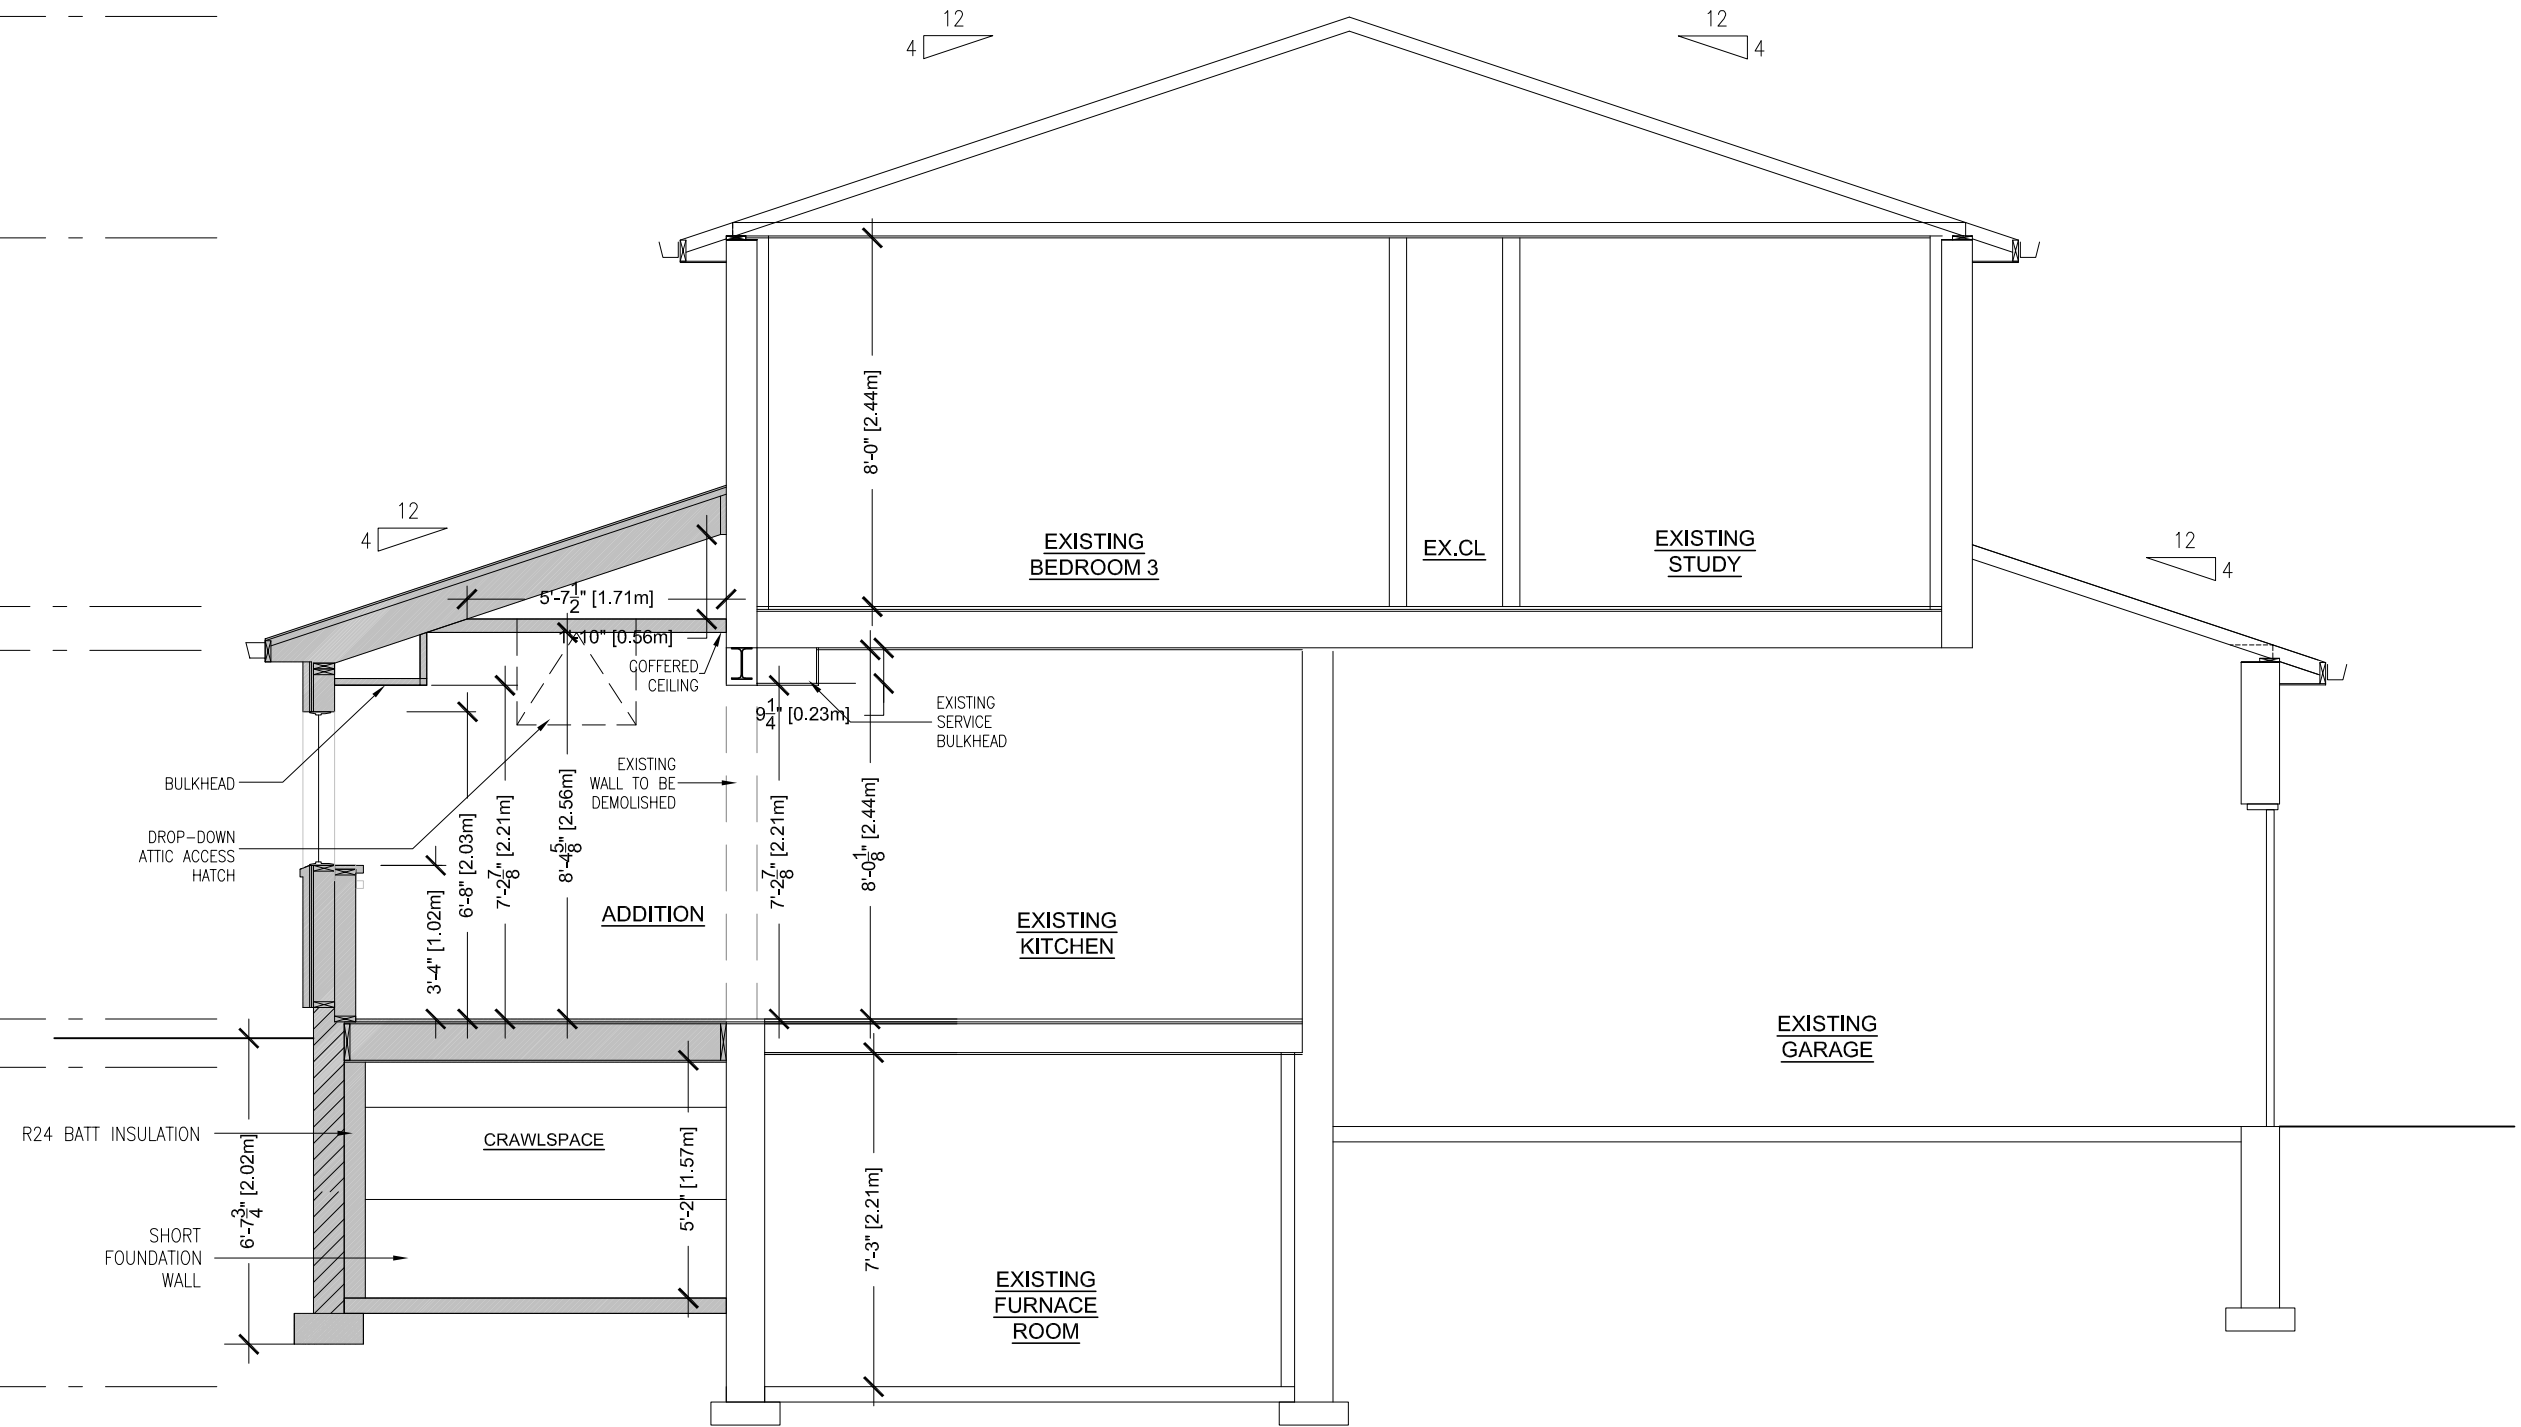 12
4
12
4
8'-0" [2.44m]
12
4
EXISTING
BEDROOM 3
EX.CL
EXISTING
STUDY
12
4
5'-7 1/2" [1.71m]
1'-10" [0.56m]
COFFERED
CEILING
9 1/4" [0.23m]
EXISTING
SERVICE
BULKHEAD
BULKHEAD
EXISTING
WALL TO BE
DEMOLISHED
DROP-DOWN
ATTIC ACCESS
HATCH
3'-4" [1.02m]
6'-8" [2.03m]
7'-2 7/8" [2.21m]
8'-4 5/8" [2.56m]
7'-2 7/8" [2.21m]
8'-0 1/8" [2.44m]
ADDITION
EXISTING
KITCHEN
EXISTING
GARAGE
R24 BATT INSULATION
CRAWLSPACE
6'-7 3/4" [2.02m]
5'-2" [1.57m]
7'-3" [2.21m]
SHORT
FOUNDATION
WALL
EXISTING
FURNACE
ROOM